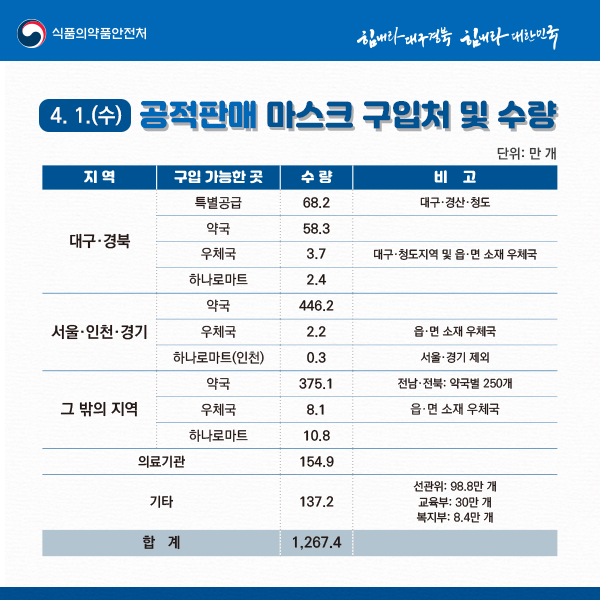 식품의약품안전처
힘내라 대구경북 힘내라 대한민국
4. 1.(수) 공적판매 마스크 구입처 및 수량
단위: 만 개
지 역 구입 가능한 곳 수 량 비 고
대구·경북
특별공급 68.2 대구·경산·청도
약국 58.3
우체국 3.7 대구·청도지역 및 읍·면 소재 우체국
하나로마트 2.4
서울·인천·경기
약국 446.2
우체국 2.2 읍·면 소재 우체국
하나로마트(인천) 0.3 서울·경기 제외
그 밖의 지역
약국 375.1 전남·전북: 약국별 250개
우체국 8.1 읍·면 소재 우체국
하나로마트 10.8
의료기관 154.9
기타 137.2
선관위: 98.8만 개
교육부: 30만 개
복지부: 8.4만 개
합 계 1,267.4